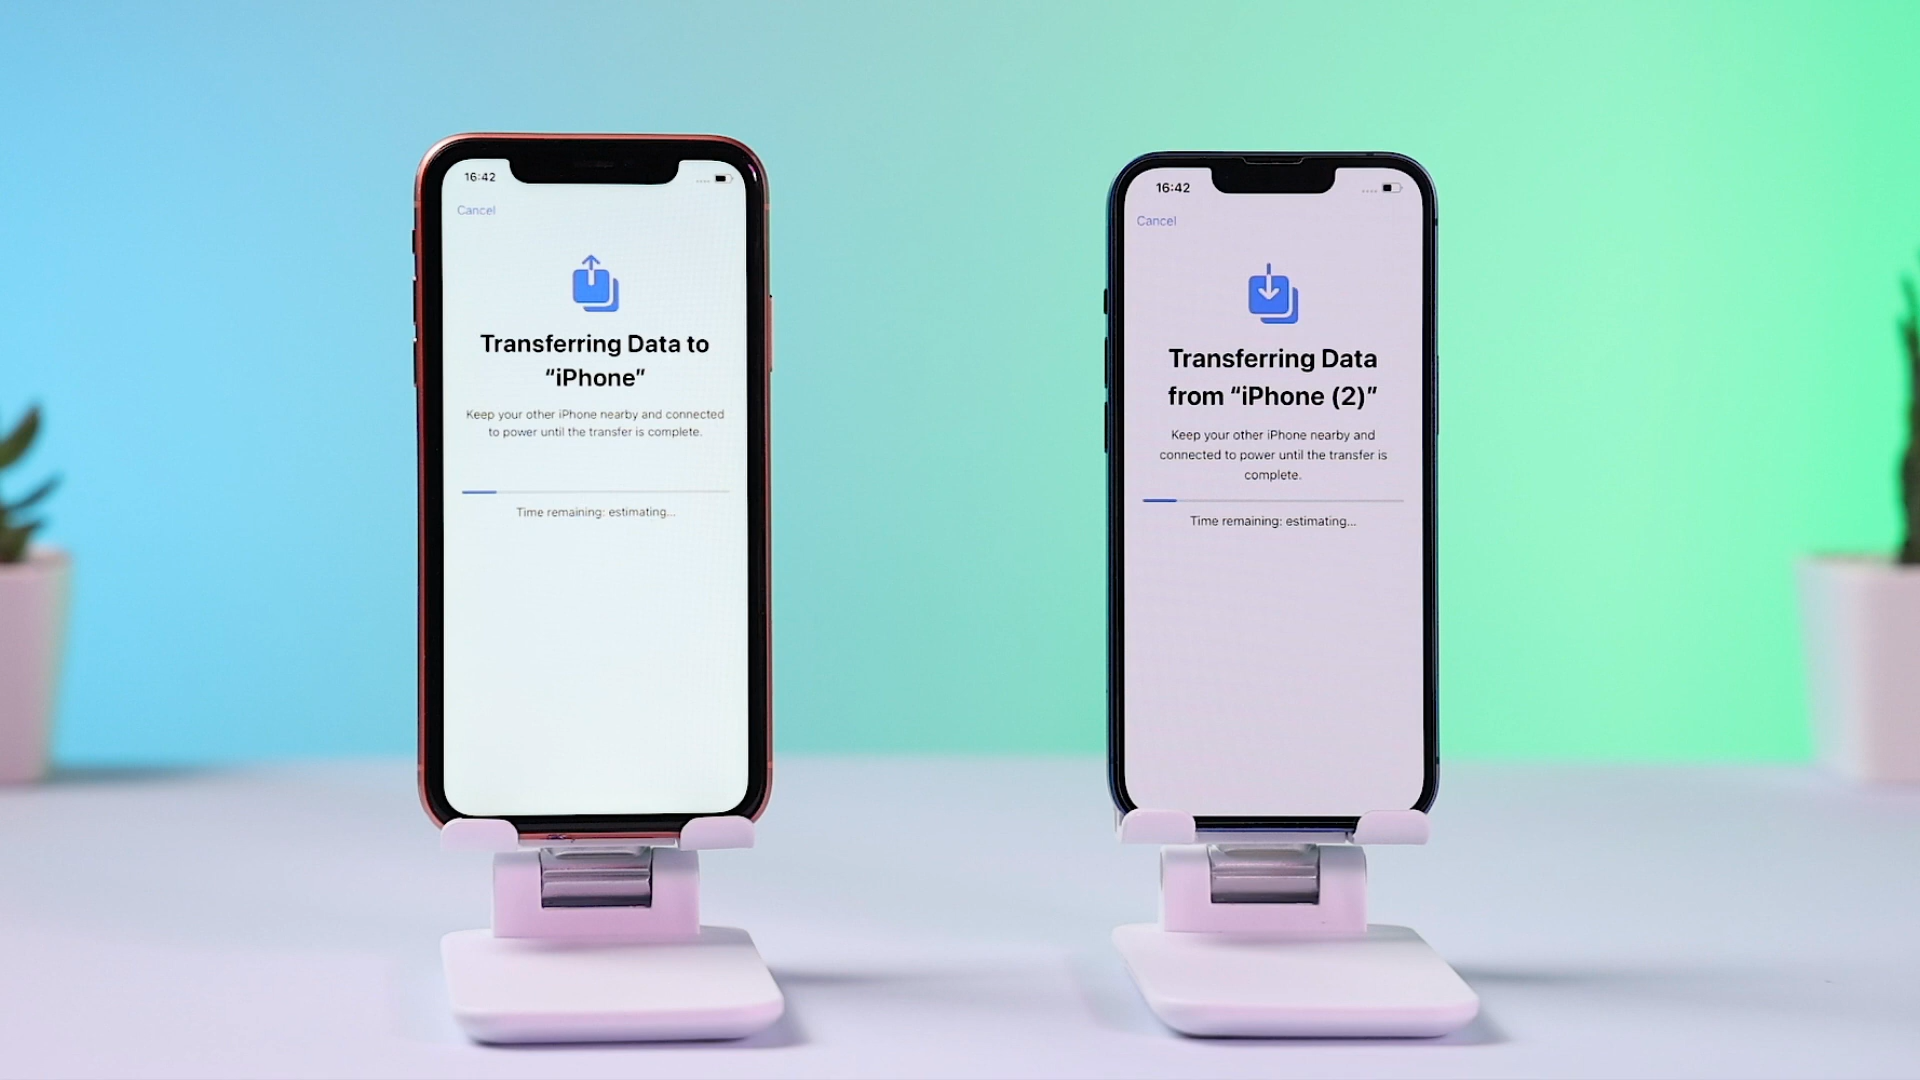 16:42
Cancel
Transferring Data to
“iPhone”
Keep your other iPhone nearby and connected
to power until the transfer is complete.
Time remaining: estimating...
16:42
Cancel
Transferring Data
from “iPhone (2)”
Keep your other iPhone nearby and
connected to power until the transfer is
complete.
Time remaining: estimating...